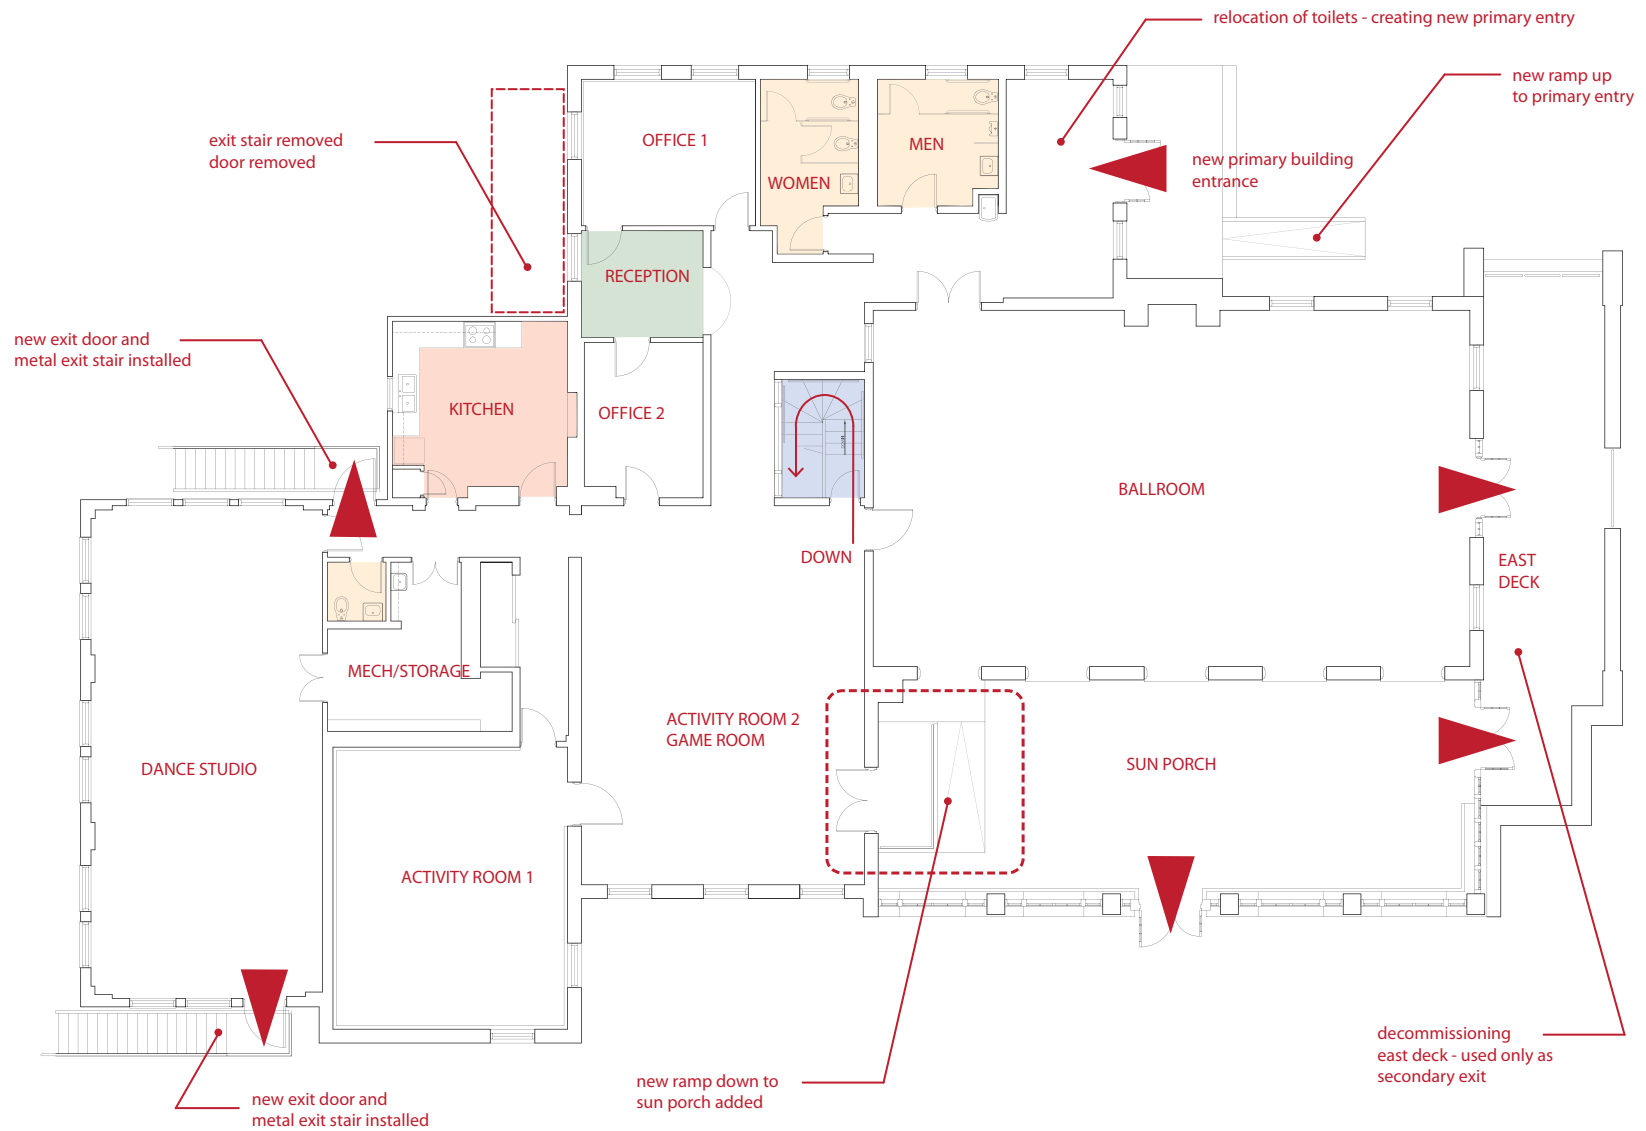 relocation of toilets - creating new primary entry
new ramp up
to primary entry
exit stair removed
door removed
OFFICE 1
MEN
WOMEN
new primary building
entrance
RECEPTION
new exit door and
metal exit stair installed
KITCHEN
OFFICE 2
BALLROOM
DOWN
EAST
DECK
MECH/STORAGE
ACTIVITY ROOM 2
GAME ROOM
DANCE STUDIO
SUN PORCH
ACTIVITY ROOM 1
decommissioning
east deck - used only as
secondary exit
new ramp down to
sun porch added
new exit door and
metal exit stair installed